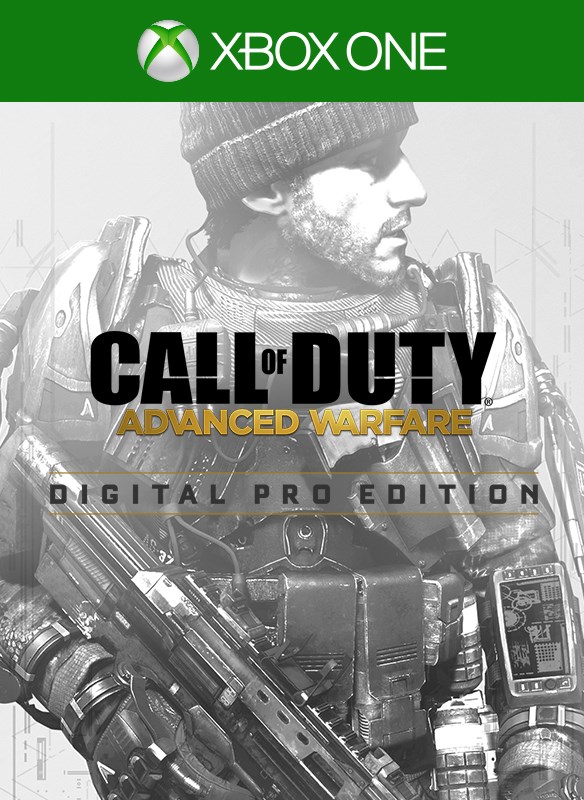 XBOX ONE
CALL OF DUTY®
ADVANCED WARFARE
DIGITAL PRO EDITION